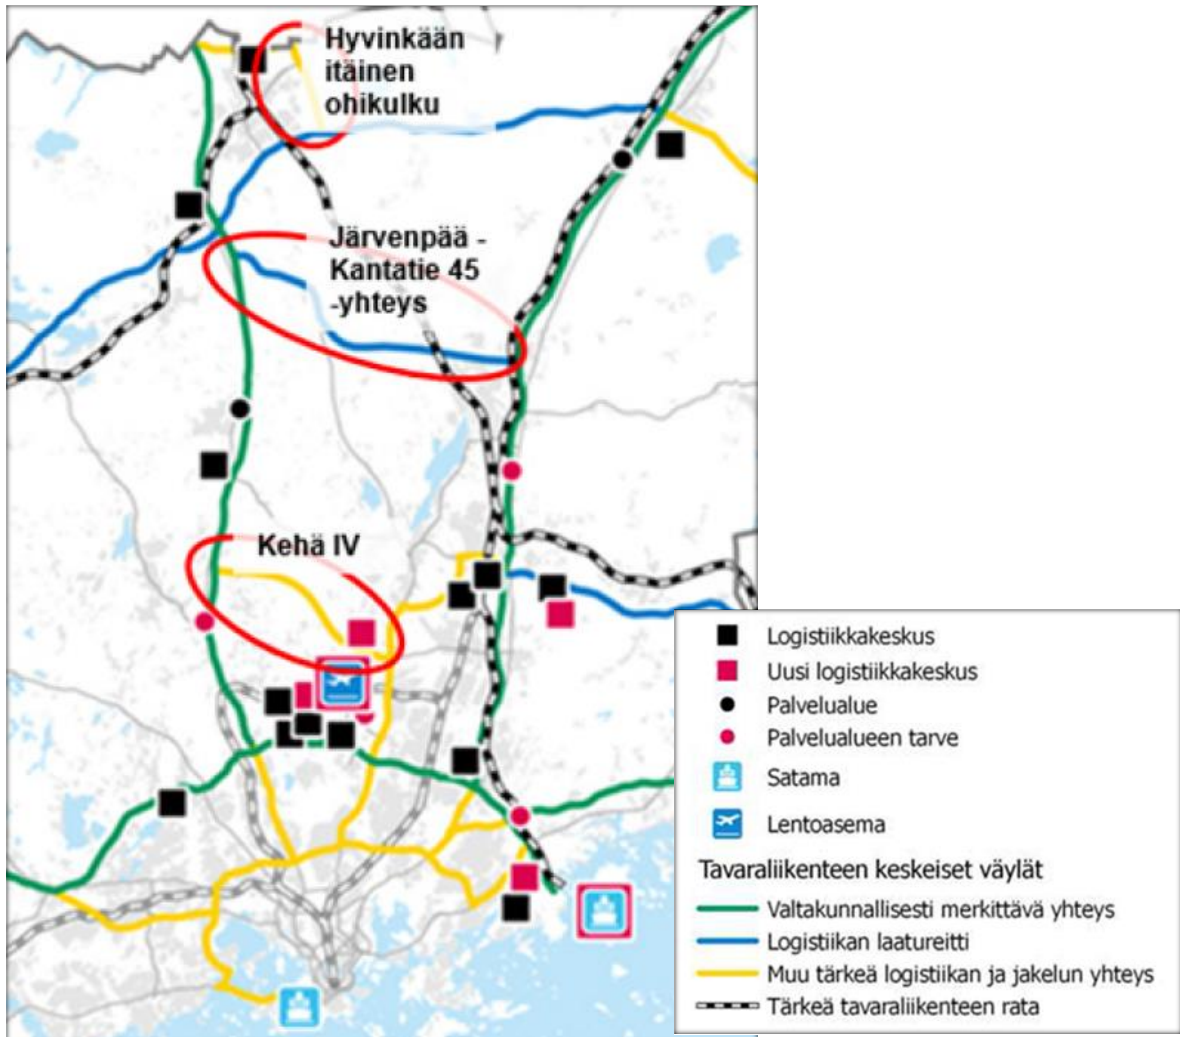 Hyvinkään
itäinen
ohikulku
Järvenpää -
Kantatie 45
-yhteys
Kehä IV
Logistiikkakeskus
Uusi logistiikkakeskus
Palvelualue
Palvelualueen tarve
Satama
Lentoasema
Tavaraliikenteen keskeiset väylät
Valtakunnallisesti merkittävä yhteys
Logistiikan laatureitti
Muu tärkeä logistiikan ja jakelun yhteys
Tärkeä tavaraliikenteen rata